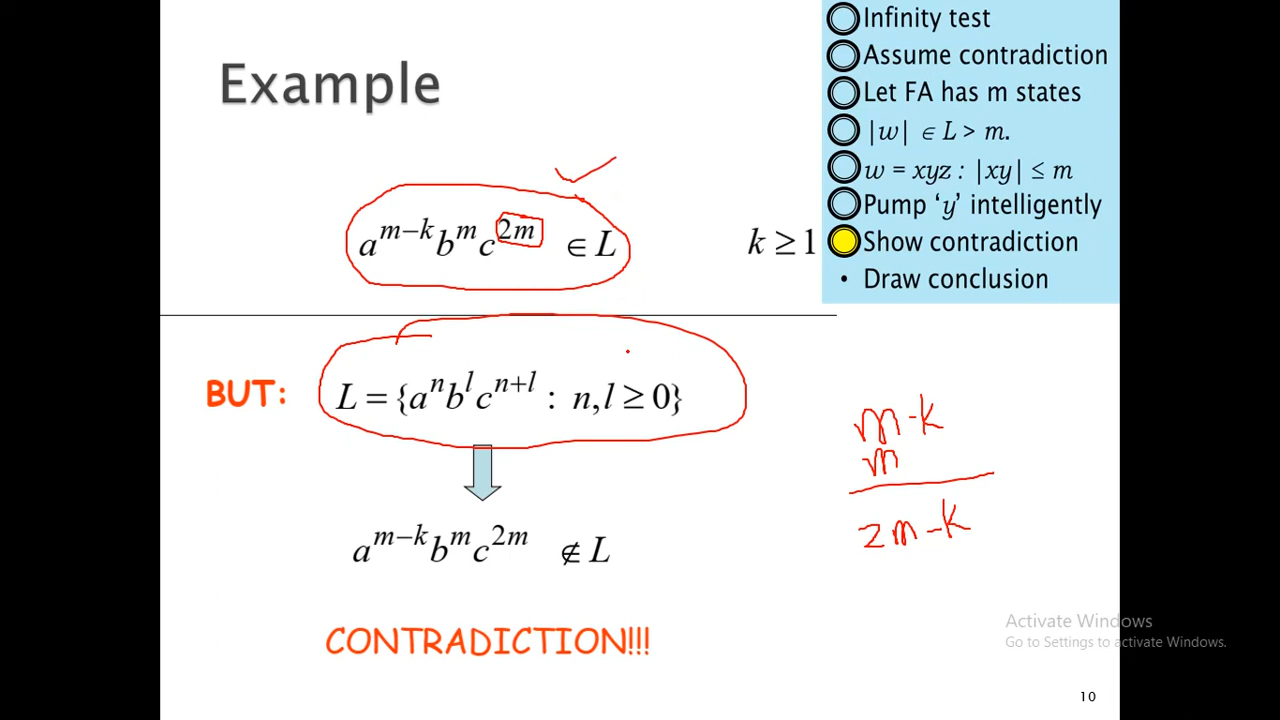 Example
a^{m-k}b^{m}c^{2m} ∈ L
k ≥ 1
Infinity test
Assume contradiction
Let FA has m states
|w| ∈ L > m.
w = xyz : |xy| ≤ m
Pump ‘y’ intelligently
Show contradiction
• Draw conclusion
BUT: L = {a^{n}b^{l}c^{n+l} : n, l ≥ 0}
a^{m-k}b^{m}c^{2m} ∉ L
CONTRADICTION!!!
m-k
m
2m-k
Activate Windows
Go to Settings to activate Windows.
10